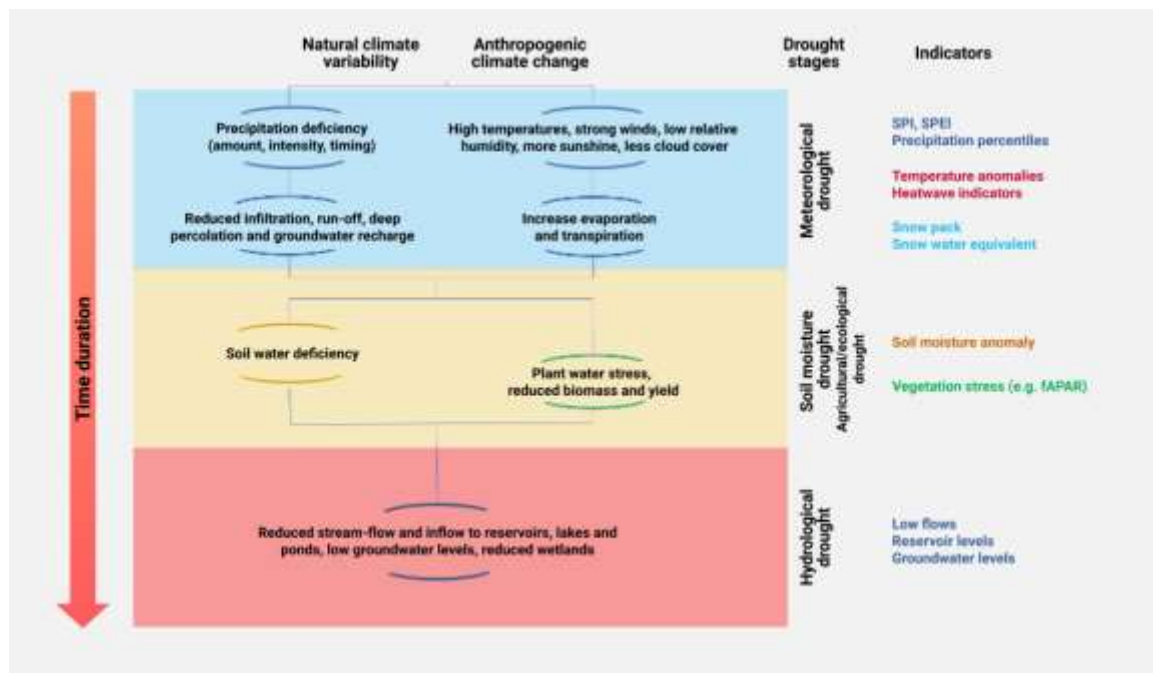 Natural climate
variability
Anthropogenic
climate change
Drought
stages
Indicators
Time duration
Precipitation deficiency
(amount, intensity, timing)
High temperatures, strong winds, low relative
humidity, more sunshine, less cloud cover
Reduced infiltration, run-off, deep
percolation and groundwater recharge
Increase evaporation
and transpiration
Meteorological
drought
SPI, SPEI
Precipitation percentiles
Temperature anomalies
Heatwave indicators
Snow pack
Snow water equivalent
Soil water deficiency
Plant water stress,
reduced biomass and yield
Soil moisture
drought
Agricultural/ecological
drought
Soil moisture anomaly
Vegetation stress (e.g. fAPAR)
Reduced stream-flow and inflow to reservoirs, lakes and
ponds, low groundwater levels, reduced wetlands
Hydrological
drought
Low flows
Reservoir levels
Groundwater levels